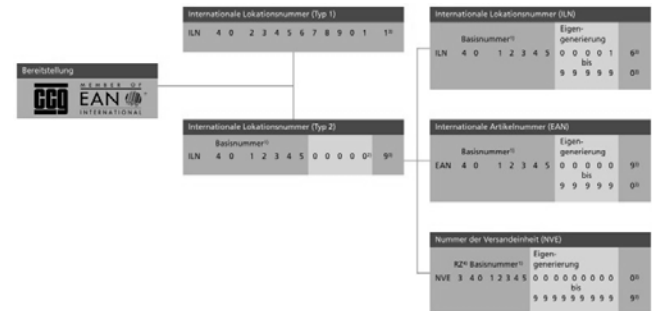 Bereitstellung
CCG
MEMBER OF
EAN
INTERNATIONAL
Internationale Lokationsnummer (Typ 1)
ILN 4 0 2 3 4 5 6 7 8 9 0 1 1³⁾
Internationale Lokationsnummer (Typ 2)
Basisnummer¹⁾
ILN 4 0 1 2 3 4 5 0 0 0 0 0²⁾ 9³⁾
Internationale Lokationsnummer (ILN)
Eigen-
Basisnummer¹⁾ generierung
ILN 4 0 1 2 3 4 5 0 0 0 0 1 6³⁾
bis
9 9 9 9 9 0³⁾
Internationale Artikelnummer (EAN)
Eigen-
Basisnummer¹⁾ generierung
EAN 4 0 1 2 3 4 5 0 0 0 0 0 9³⁾
bis
9 9 9 9 9 0³⁾
Nummer der Versandeinheit (NVE)
Eigen-
RZ⁴⁾ Basisnummer¹⁾ generierung
NVE 3 4 0 1 2 3 4 5 0 0 0 0 0 0 0 0 0 0³⁾
bis
9 9 9 9 9 9 9 9 9 9³⁾